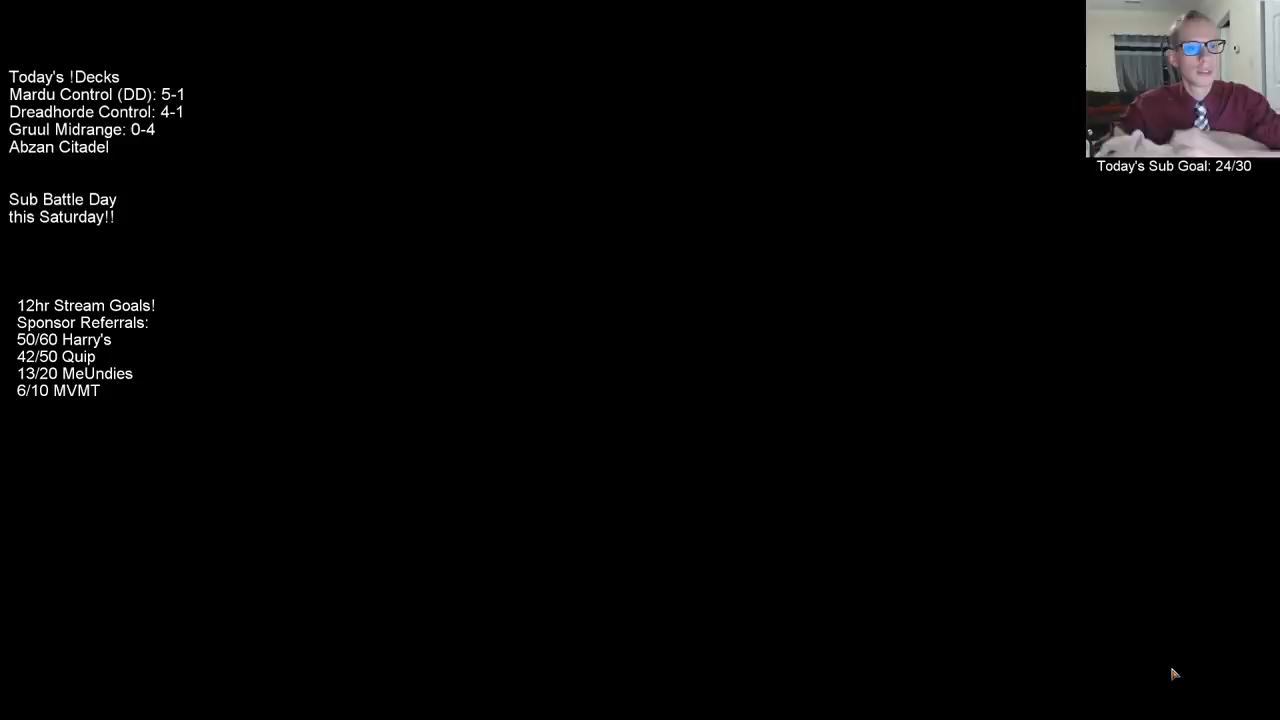 Today's !Decks
Mardu Control (DD): 5-1
Dreadhorde Control: 4-1
Gruul Midrange: 0-4
Abzan Citadel
Sub Battle Day
this Saturday!!
12hr Stream Goals!
Sponsor Referrals:
50/60 Harry's
42/50 Quip
13/20 MeUndies
6/10 MVMT
Today's Sub Goal: 24/30